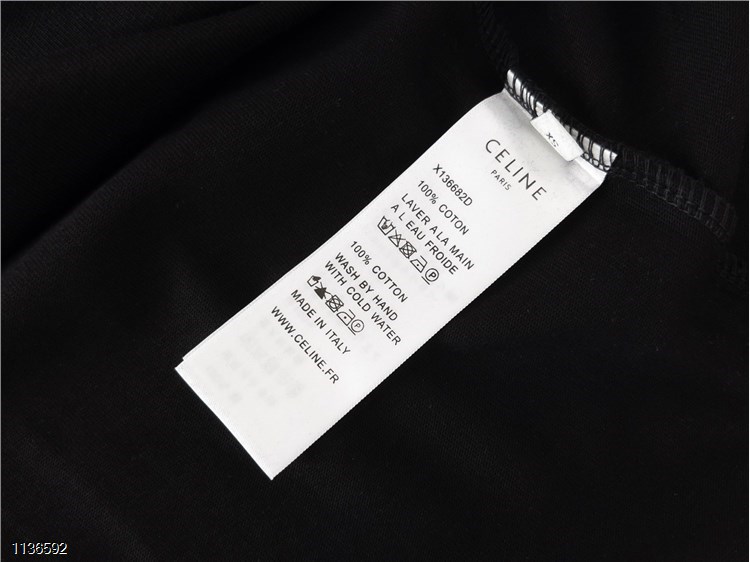 XS
CELINE
PARIS
X136682D
100% COTON
LAVER ALA MAIN
A L EAU FROIDE
100% COTTON
WASH BY HAND
WITH COLD WATER
MADE IN ITALY
WWW.CELINE.FR
1136592